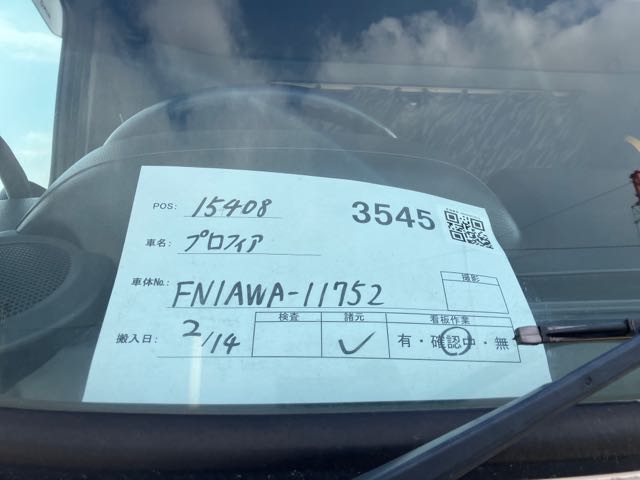 POS: 15408 3545
車名: プロフィア
車体No.: FN1AWA-11752 撮影
搬入日: 2/14 検査 諸元 ✓ 看板作業 有・確認中・無